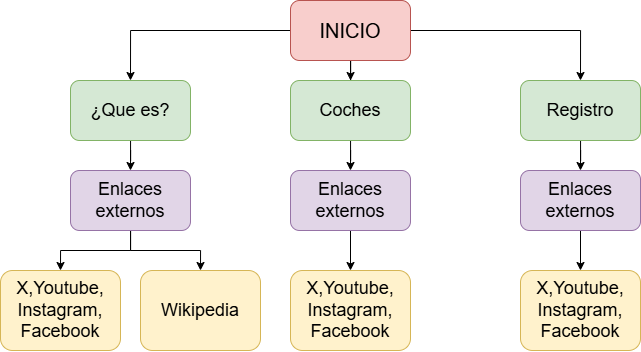 INICIO
¿Que es?
Coches
Registro
Enlaces
externos
Enlaces
externos
Enlaces
externos
X,Youtube,
Instagram,
Facebook
Wikipedia
X,Youtube,
Instagram,
Facebook
X,Youtube,
Instagram,
Facebook